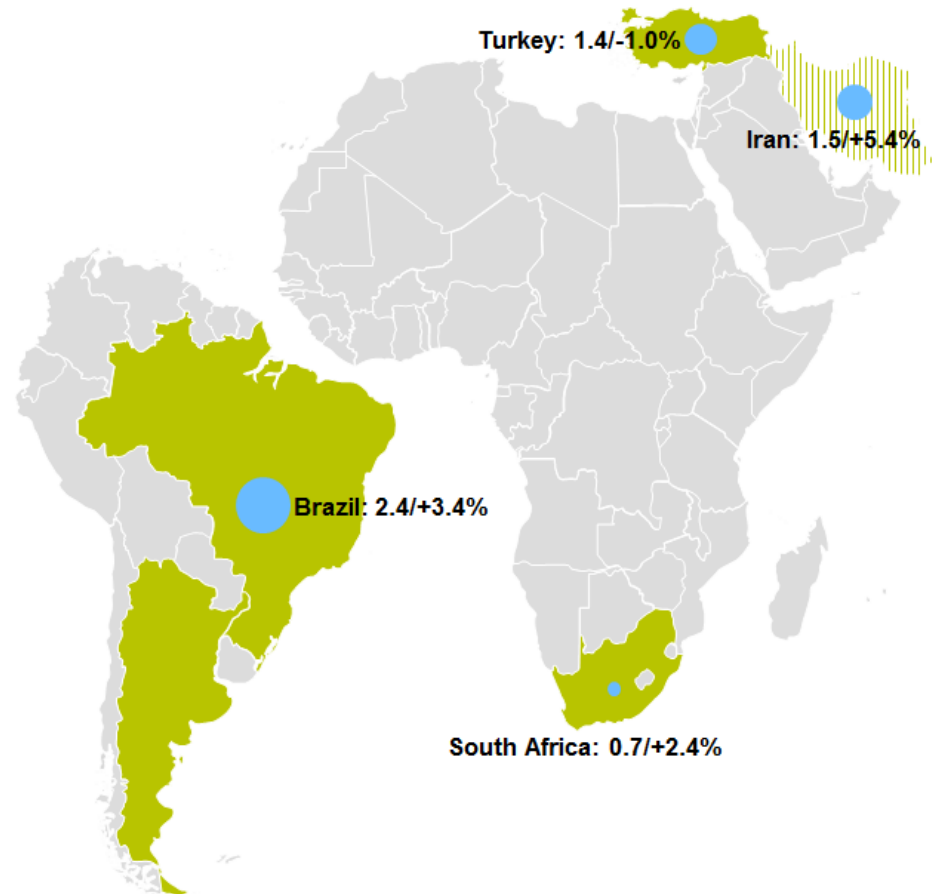 Turkey: 1.4/-1.0%
Iran: 1.5/+5.4%
Brazil: 2.4/+3.4%
South Africa: 0.7/+2.4%